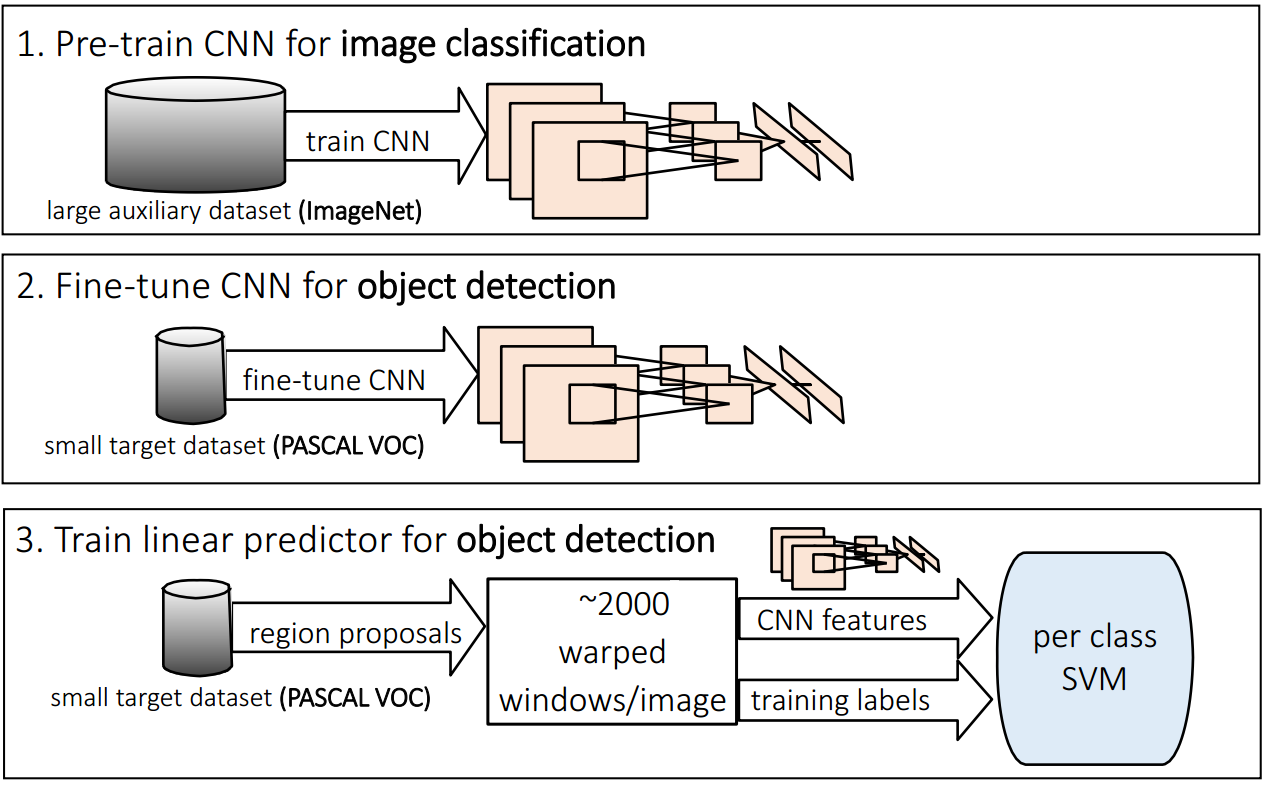 1. Pre-train CNN for image classification
train CNN
large auxiliary dataset (ImageNet)
2. Fine-tune CNN for object detection
fine-tune CNN
small target dataset (PASCAL VOC)
3. Train linear predictor for object detection
region proposals
~2000
warped
windows/image
CNN features
training labels
per class
SVM
small target dataset (PASCAL VOC)